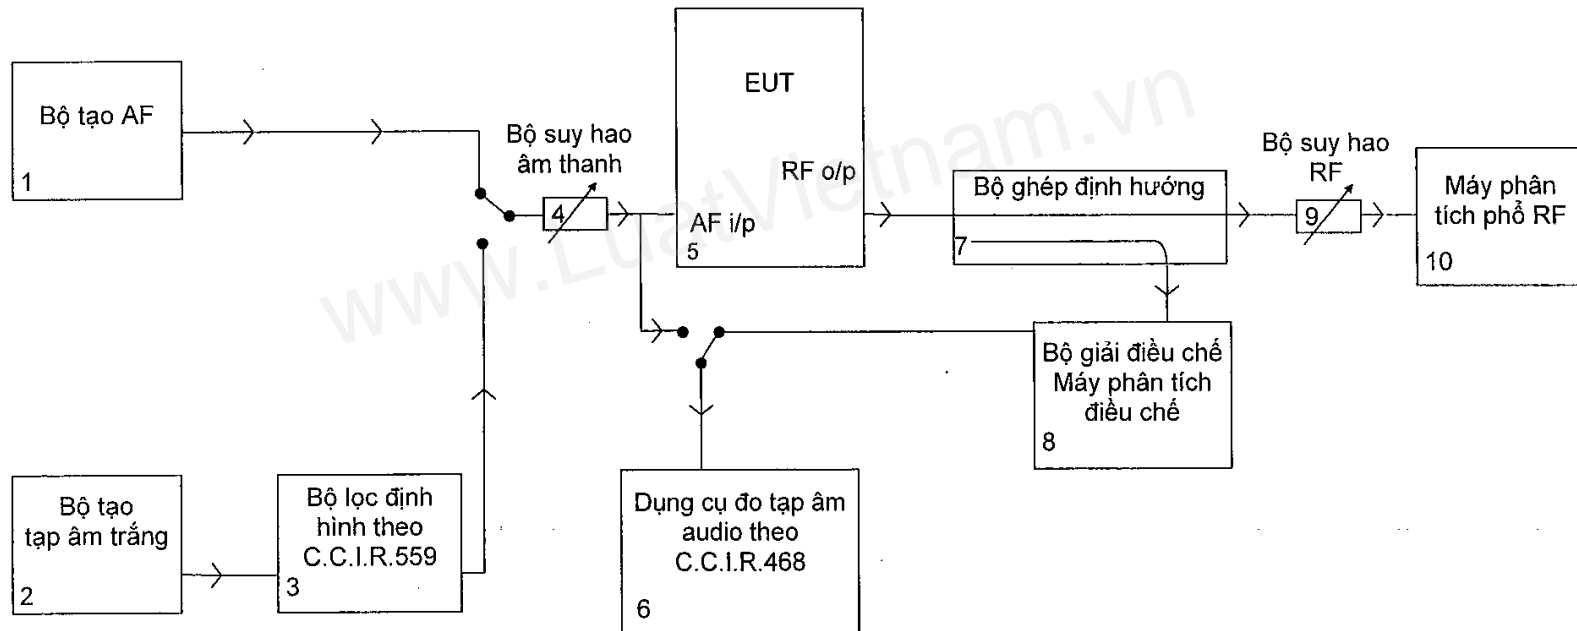 Bộ tạo AF
1
Bộ suy hao
âm thanh
4
EUT
RF o/p
AF i/p
5
Bộ ghép định hướng
7
Bộ suy hao
RF
9
Máy phân
tích phổ RF
10
Bộ giải điều chế
Máy phân tích
điều chế
8
Bộ tạo
tạp âm trắng
2
Bộ lọc định
hình theo
C.C.I.R.559
3
Dụng cụ đo tạp âm
audio theo
C.C.I.R.468
6
www.LuatVietnam.vn